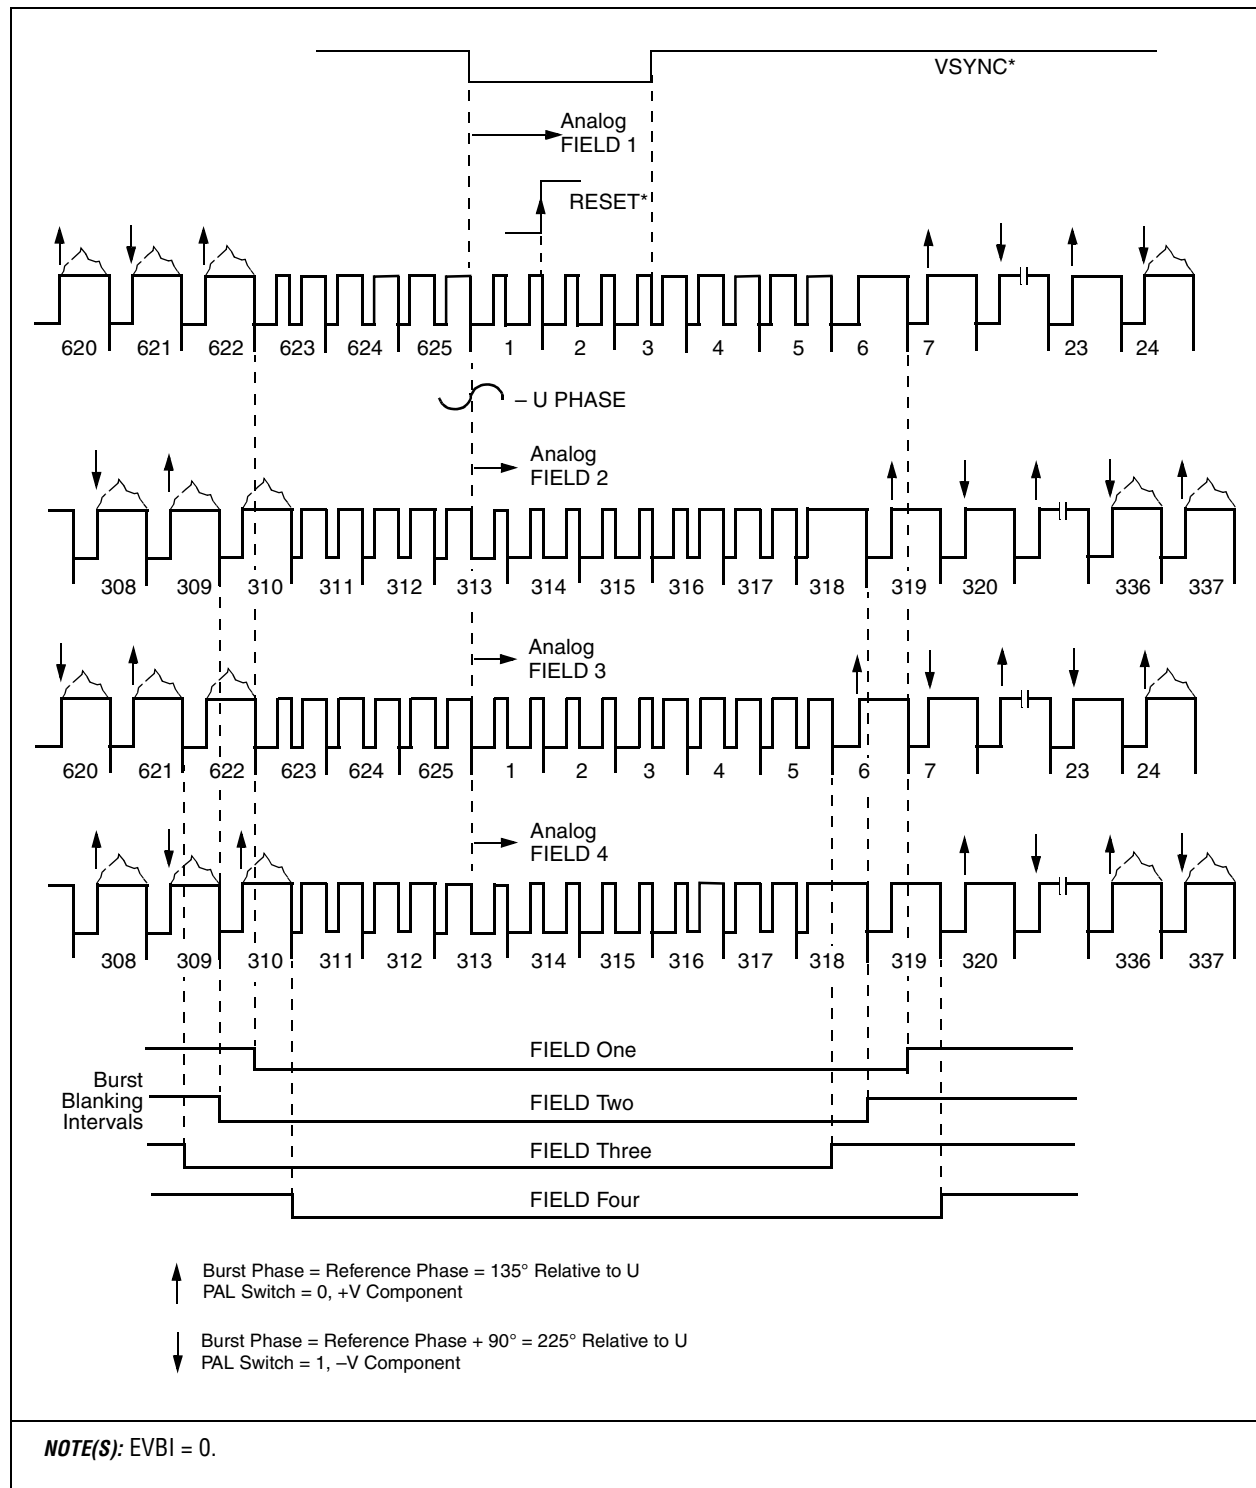 VSYNC*
Analog
FIELD 1
RESET*
620 621 622 623 624 625 1 2 3 4 5 6 7 23 24
– U PHASE
Analog
FIELD 2
308 309 310 311 312 313 314 315 316 317 318 319 320 336 337
Analog
FIELD 3
620 621 622 623 624 625 1 2 3 4 5 6 7 23 24
Analog
FIELD 4
308 309 310 311 312 313 314 315 316 317 318 319 320 336 337
FIELD One
Burst
Blanking
Intervals
FIELD Two
FIELD Three
FIELD Four
Burst Phase = Reference Phase = 135° Relative to U
PAL Switch = 0, +V Component
Burst Phase = Reference Phase + 90° = 225° Relative to U
PAL Switch = 1, –V Component
NOTE(S): EVBI = 0.